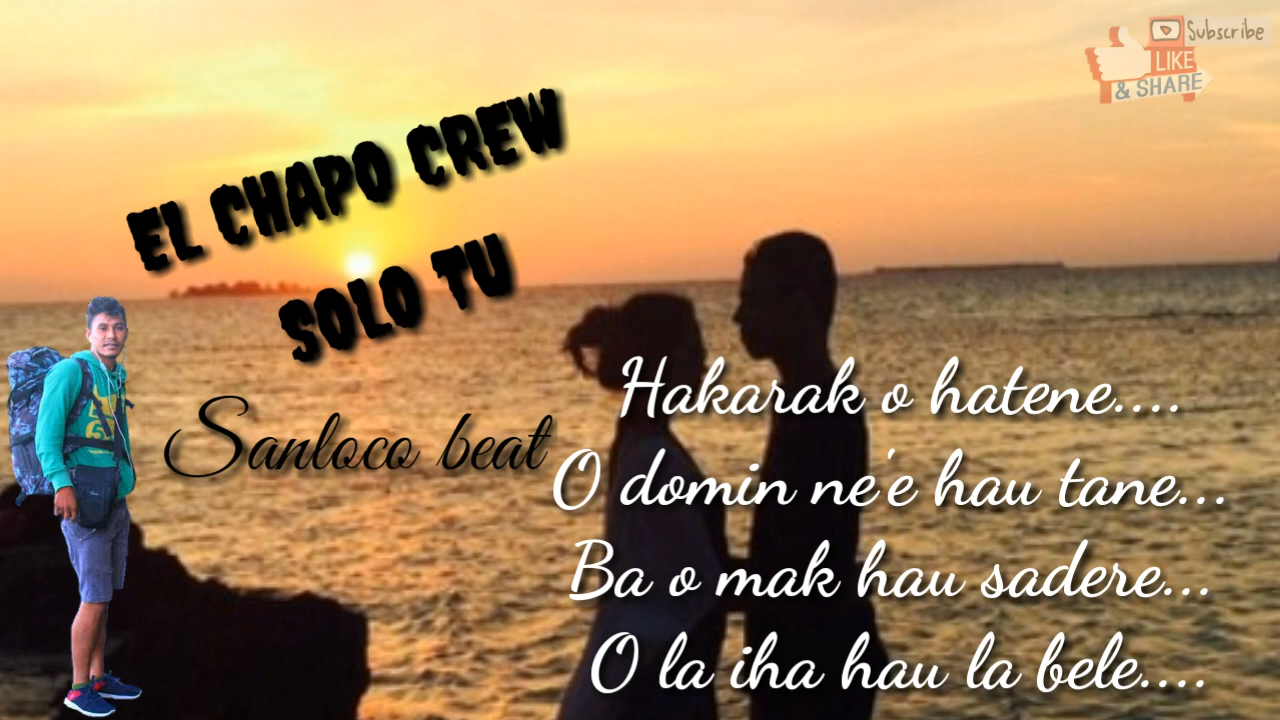 Subscribe
LIKE
& SHARE
EL CHAPO CREW
SOLO TU
Sanloco beat
Hakarak o hatene....
O domin ne'e hau tane...
Ba o mak hau sadere...
O la iha hau la bele....